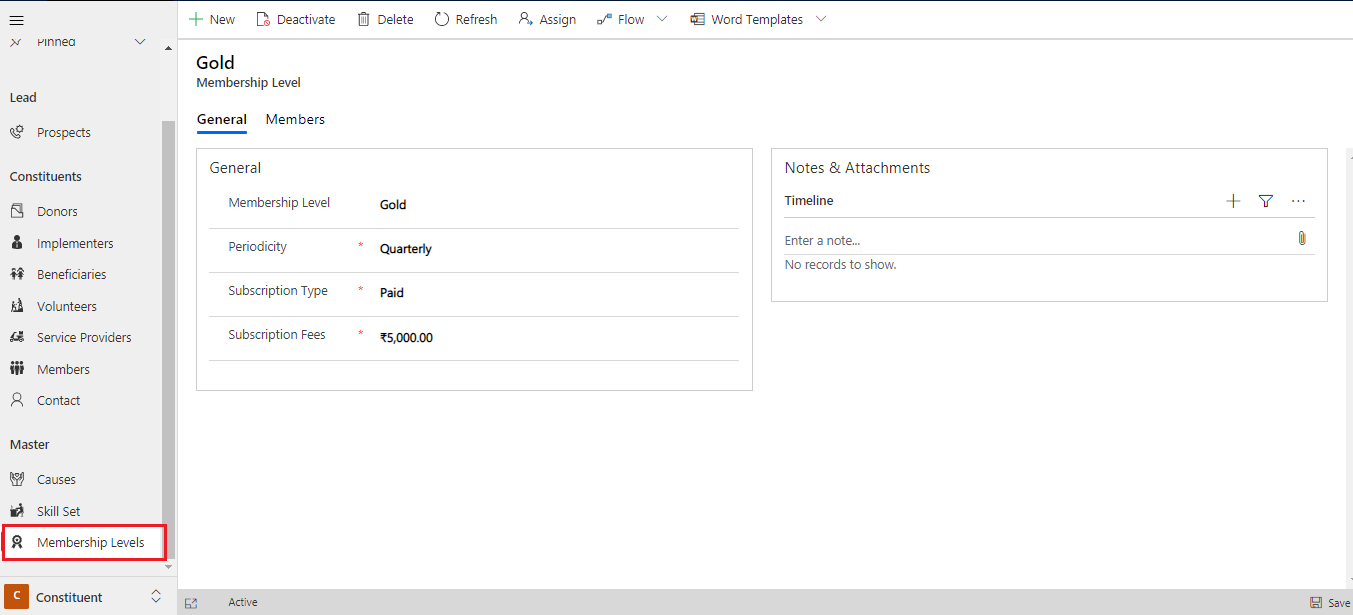 New Deactivate Delete Refresh Assign Flow Word Templates
Pinned
Lead
Prospects
Constituents
Donors
Implementers
Beneficiaries
Volunteers
Service Providers
Members
Contact
Master
Causes
Skill Set
Membership Levels
C Constituent
Gold
Membership Level
General Members
General
Membership Level Gold
Periodicity * Quarterly
Subscription Type * Paid
Subscription Fees * ₹5,000.00
Notes & Attachments
Timeline
Enter a note...
No records to show.
Active
Save